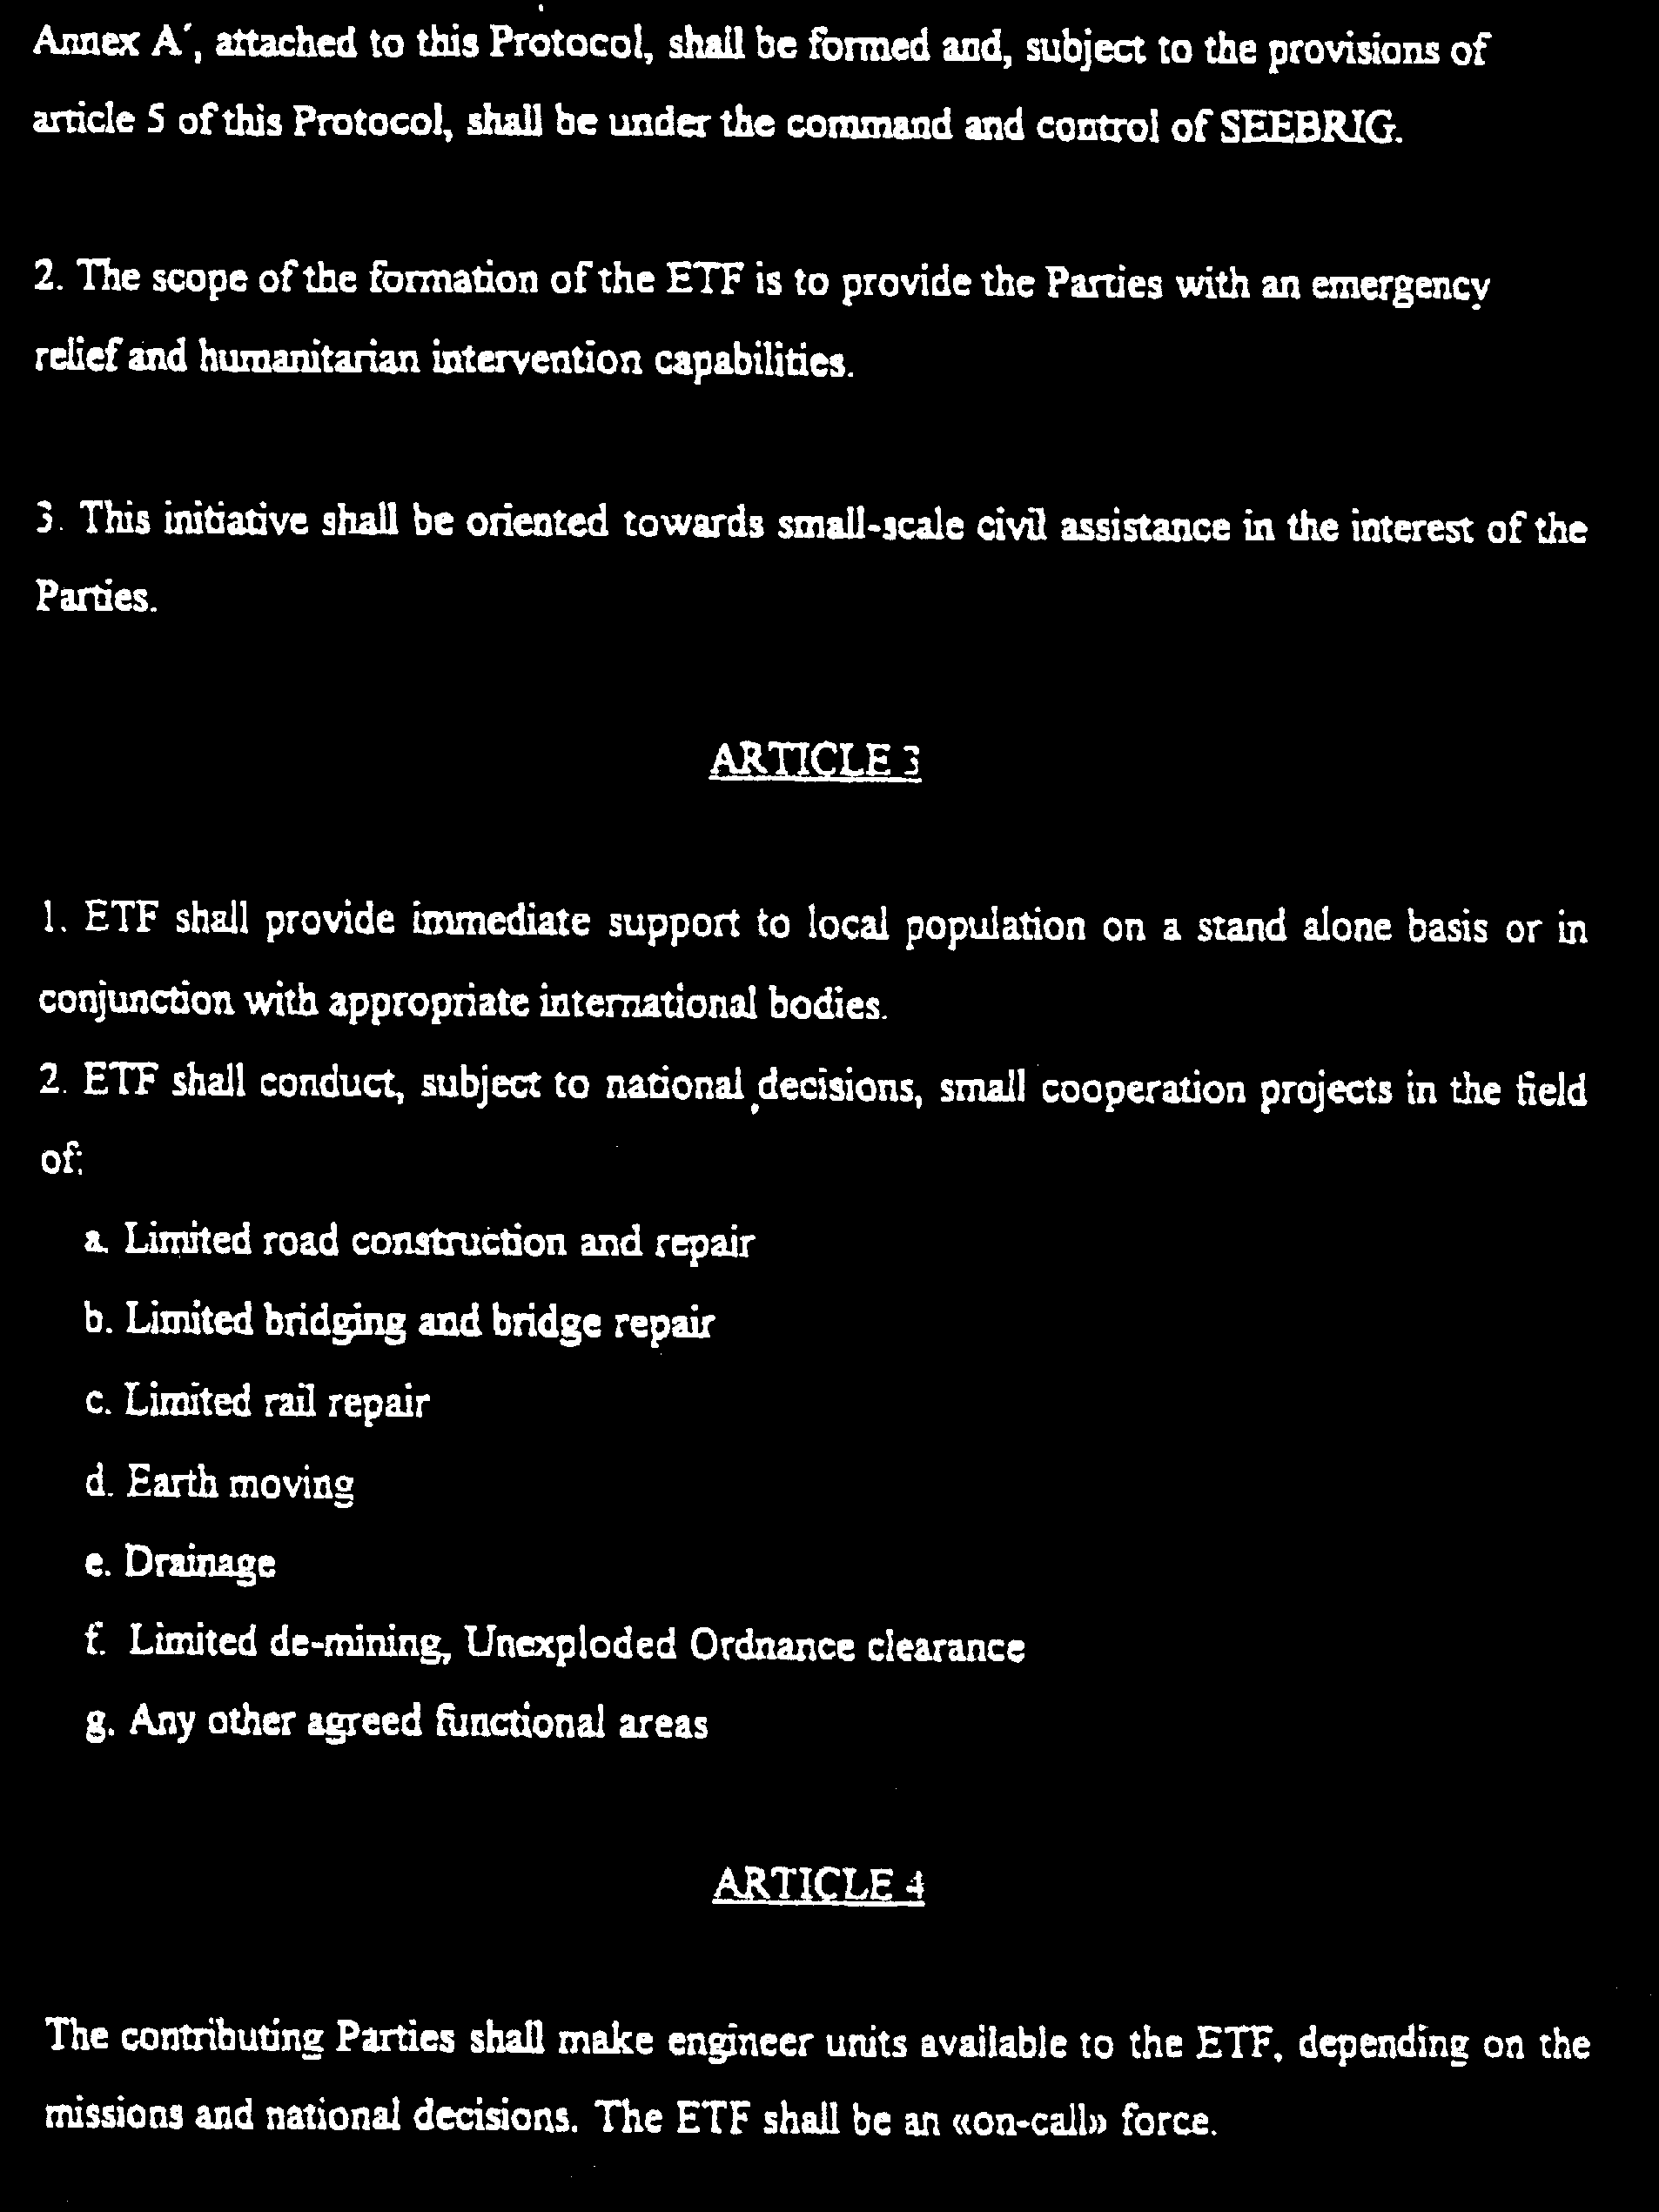 Annex A΄, attached to this Protocol, shall be formed and, subject to the provisions of
article 5 of this Protocol, shall be under the command and control of SEEBRIG.
2. The scope of the formation of the ETF is to provide the Parties with an emergency
relief and humanitarian intervention capabilities.
3. This initiative shall be oriented towards small-scale civil assistance in the interest of the
Parties.
ARTICLE 3
1. ETF shall provide immediate support to local population on a stand alone basis or in
conjunction with appropriate international bodies.
2. ETF shall conduct, subject to national decisions, small cooperation projects in the field
of:
a. Limited road construction and repair
b. Limited bridging and bridge repair
c. Limited rail repair
d. Earth moving
e. Drainage
f. Limited de-mining, Unexploded Ordnance clearance
g. Any other agreed functional areas
ARTICLE 4
The contributing Parties shall make engineer units available to the ETF, depending on the
missions and national decisions. The ETF shall be an «on-call» force.